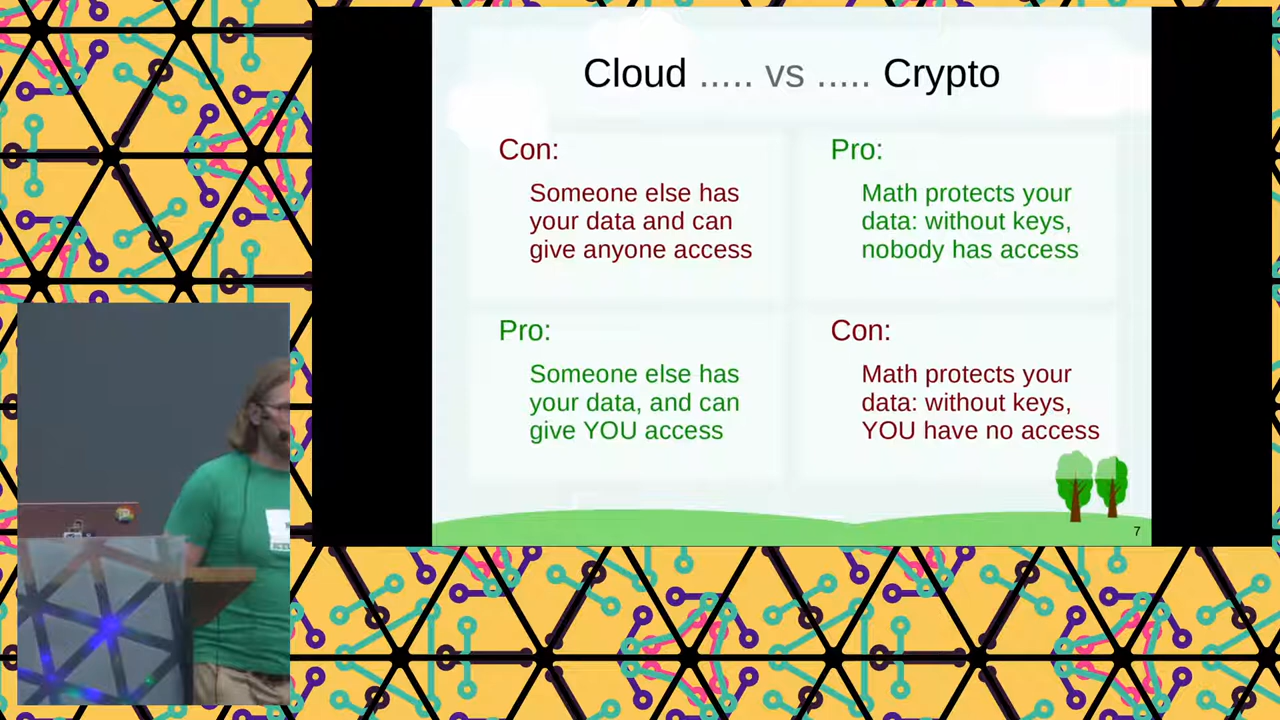 Cloud ..... vs ..... Crypto
Con:
Someone else has
your data and can
give anyone access
Pro:
Someone else has
your data, and can
give YOU access
Pro:
Math protects your
data: without keys,
nobody has access
Con:
Math protects your
data: without keys,
YOU have no access
7